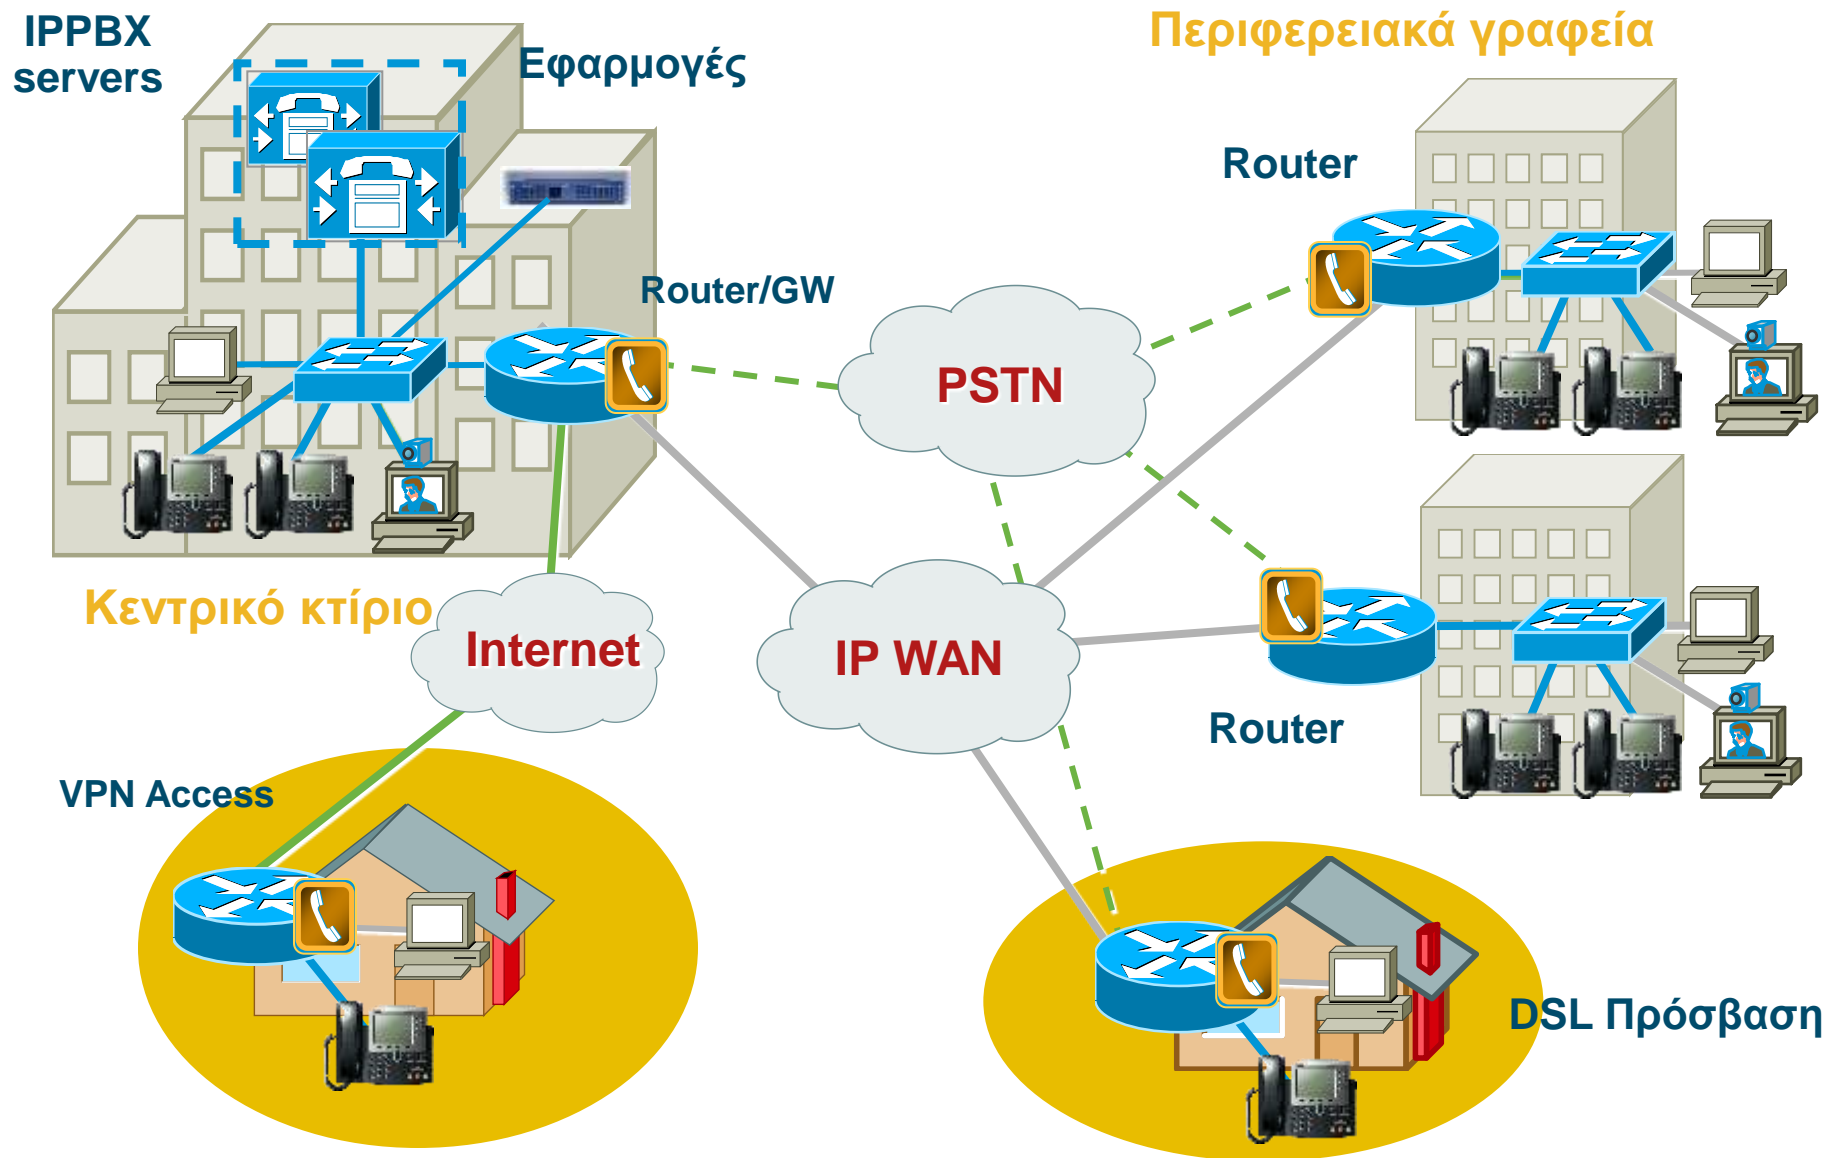 IPPBX
servers
Εφαρμογές
Περιφερειακά γραφεία
Router
Router/GW
PSTN
Κεντρικό κτίριο
Internet
IP WAN
Router
VPN Access
DSL Πρόσβαση